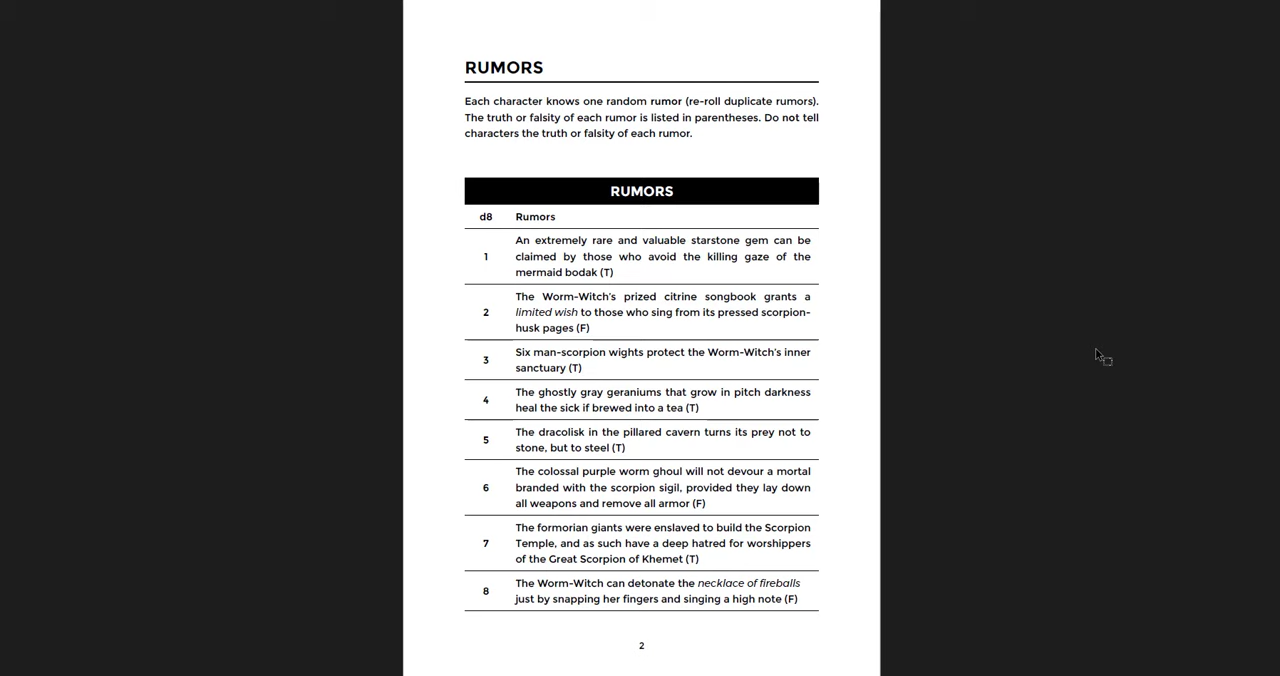 RUMORS
Each character knows one random rumor (re-roll duplicate rumors).
The truth or falsity of each rumor is listed in parentheses. Do not tell
characters the truth or falsity of each rumor.
RUMORS
d8 Rumors
An extremely rare and valuable starstone gem can be
1 claimed by those who avoid the killing gaze of the
mermaid bodak (T)
The Worm-Witch's prized citrine songbook grants a
2 limited wish to those who sing from its pressed scorpion-
husk pages (F)
3 Six man-scorpion wights protect the Worm-Witch's inner
sanctuary (T)
4 The ghostly gray geraniums that grow in pitch darkness
heal the sick if brewed into a tea (T)
5 The dracolisk in the pillared cavern turns its prey not to
stone, but to steel (T)
The colossal purple worm ghoul will not devour a mortal
6 branded with the scorpion sigil, provided they lay down
all weapons and remove all armor (F)
The formorian giants were enslaved to build the Scorpion
7 Temple, and as such have a deep hatred for worshippers
of the Great Scorpion of Khemet (T)
8 The Worm-Witch can detonate the necklace of fireballs
just by snapping her fingers and singing a high note (F)
2